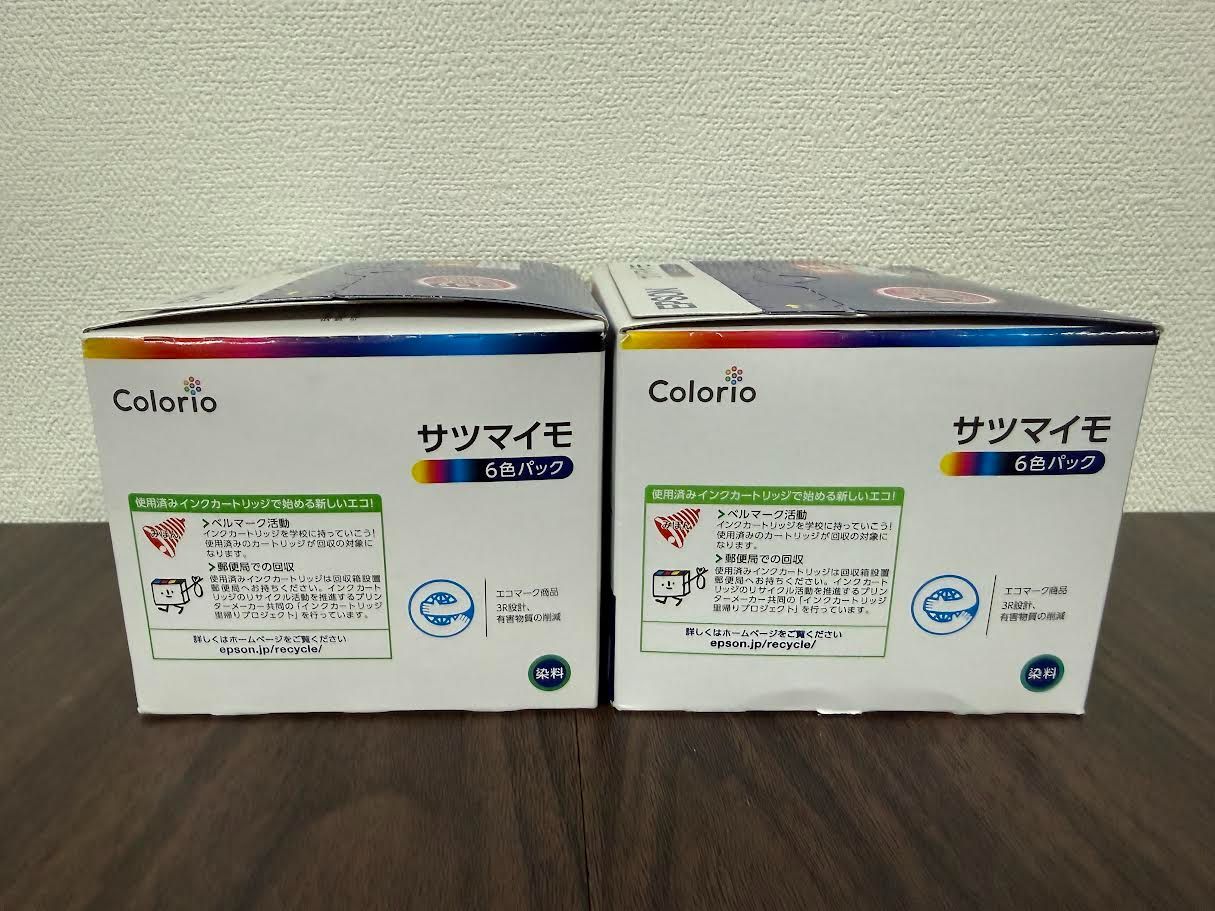 EPSON
Colorio
サツマイモ
6色パック
使用済みインクカートリッジで始める新しいエコ!
みほん
ベルマーク活動
インクカートリッジを学校に持っていこう!
使用済みのカートリッジが回収の対象に
なります。
郵便局での回収
使用済みインクカートリッジは回収箱設置
郵便局へお持ちください。インクカート
リッジのリサイクル活動を推進するプリン
ターメーカー共同の「インクカートリッジ
里帰りプロジェクト」を行っています。
詳しくはホームページをご覧ください
epson.jp/recycle/
エコマーク商品
3R設計、
有害物質の削減
染料
Colorio
サツマイモ
6色パック
使用済みインクカートリッジで始める新しいエコ!
みほん
ベルマーク活動
インクカートリッジを学校に持っていこう!
使用済みのカートリッジが回収の対象に
なります。
郵便局での回収
使用済みインクカートリッジは回収箱設置
郵便局へお持ちください。インクカート
リッジのリサイクル活動を推進するプリン
ターメーカー共同の「インクカートリッジ
里帰りプロジェクト」を行っています。
詳しくはホームページをご覧ください
epson.jp/recycle/
エコマーク商品
3R設計、
有害物質の削減
染料